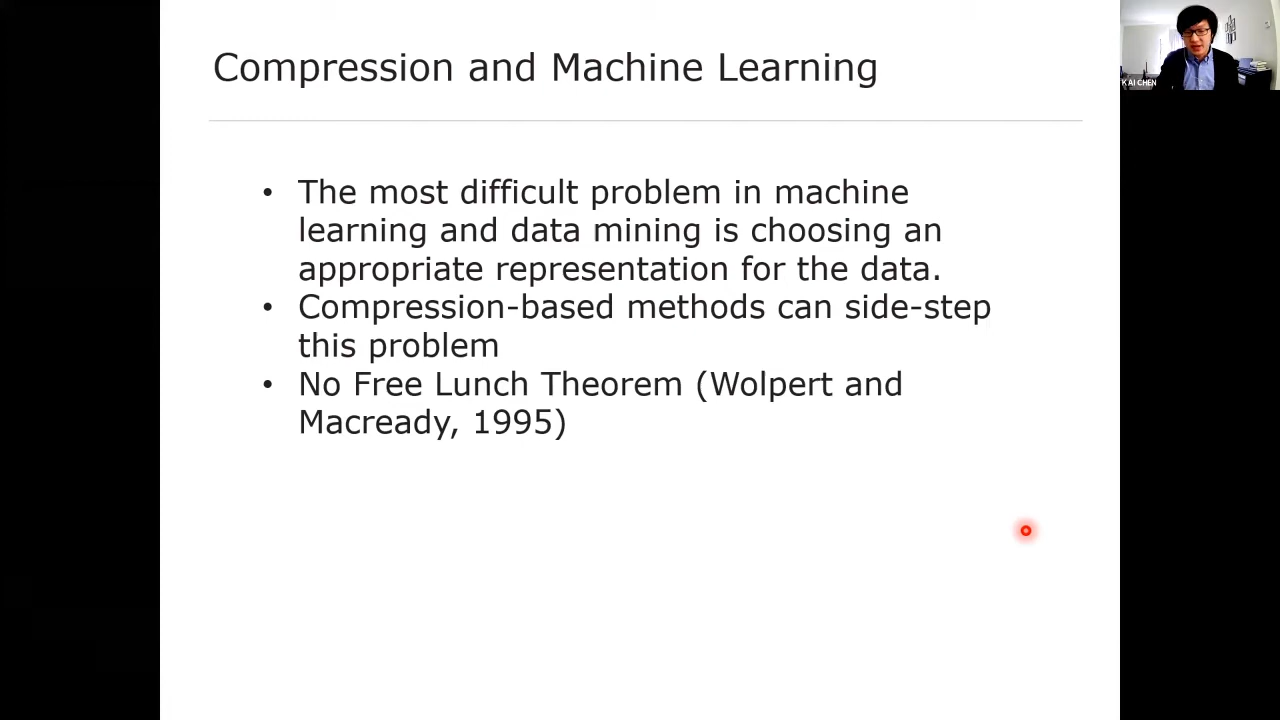 Compression and Machine Learning
KAI CHEN
• The most difficult problem in machine
learning and data mining is choosing an
appropriate representation for the data.
• Compression-based methods can side-step
this problem
• No Free Lunch Theorem (Wolpert and
Macready, 1995)